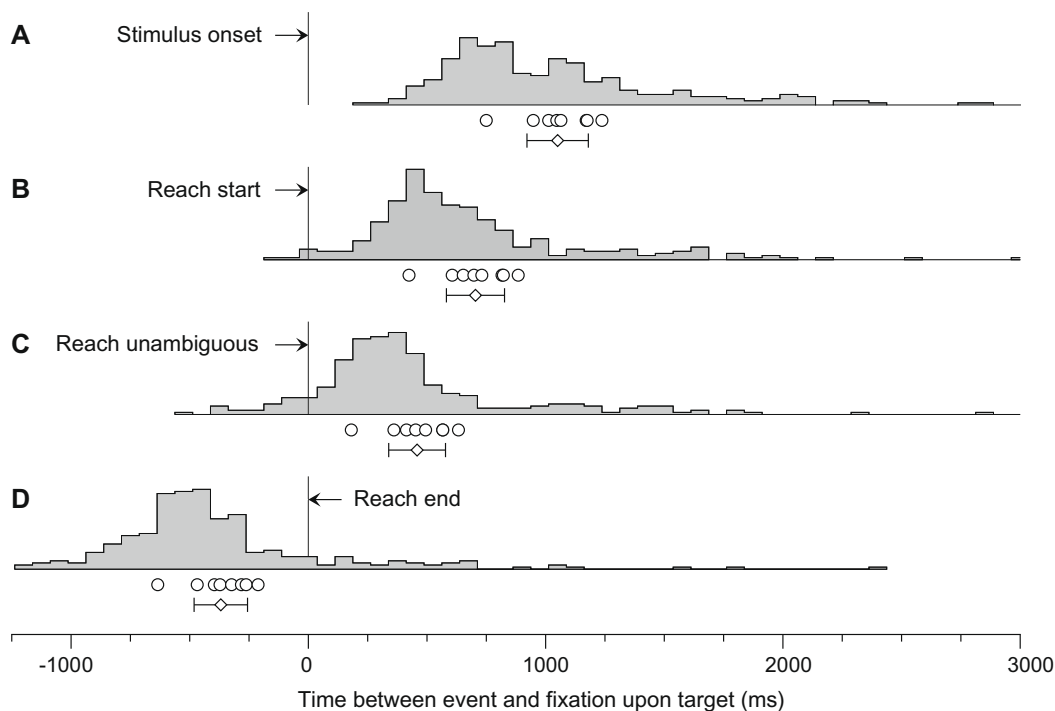 A
Stimulus onset
B
Reach start
C
Reach unambiguous
D
Reach end
-1000 0 1000 2000 3000
Time between event and fixation upon target (ms)